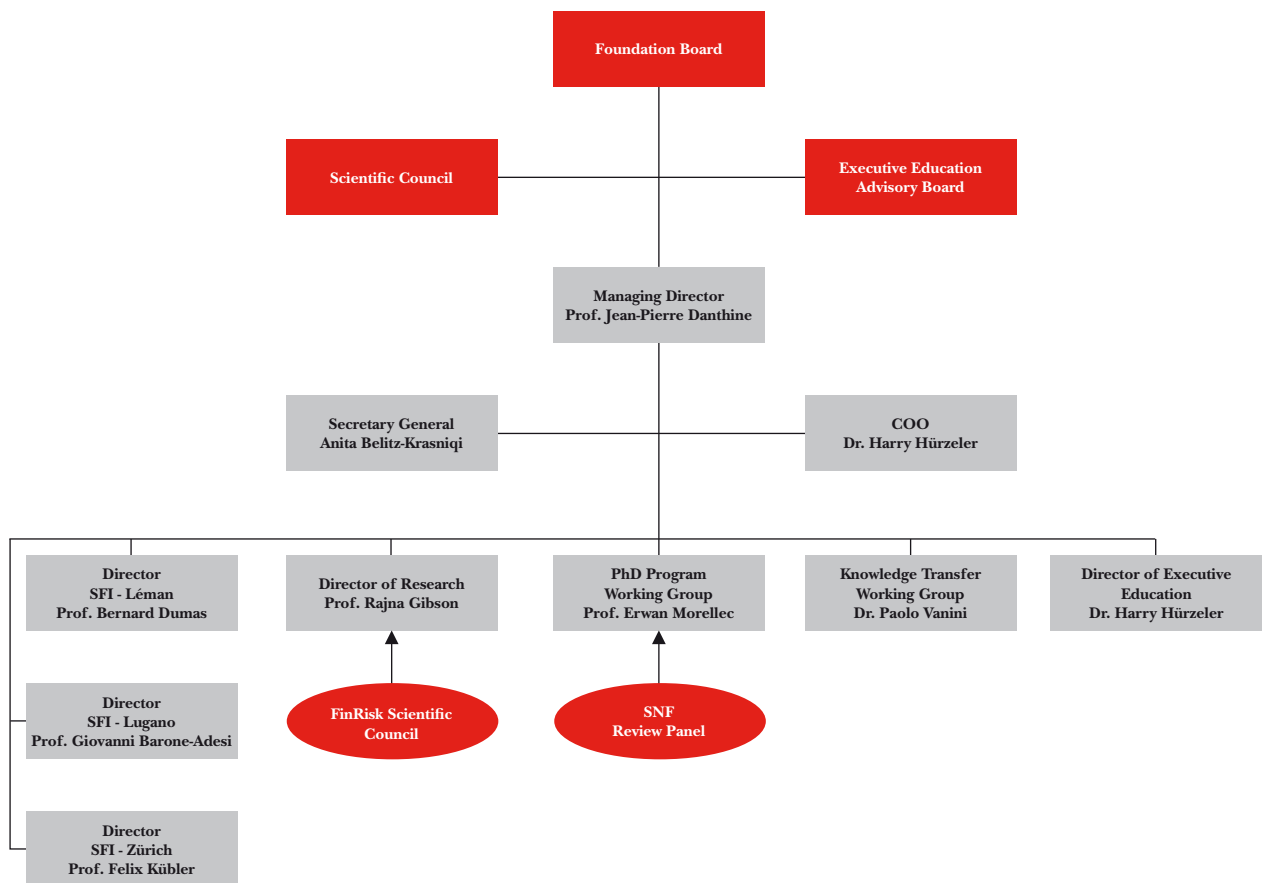 Foundation Board
Scientific Council
Executive Education
Advisory Board
Managing Director
Prof. Jean-Pierre Danthine
Secretary General
Anita Belitz-Krasniqi
COO
Dr. Harry Hürzeler
Director
SFI - Léman
Prof. Bernard Dumas
Director of Research
Prof. Rajna Gibson
PhD Program
Working Group
Prof. Erwan Morellec
Knowledge Transfer
Working Group
Dr. Paolo Vanini
Director of Executive
Education
Dr. Harry Hürzeler
Director
SFI - Lugano
Prof. Giovanni Barone-Adesi
FinRisk Scientific
Council
SNF
Review Panel
Director
SFI - Zürich
Prof. Felix Kübler